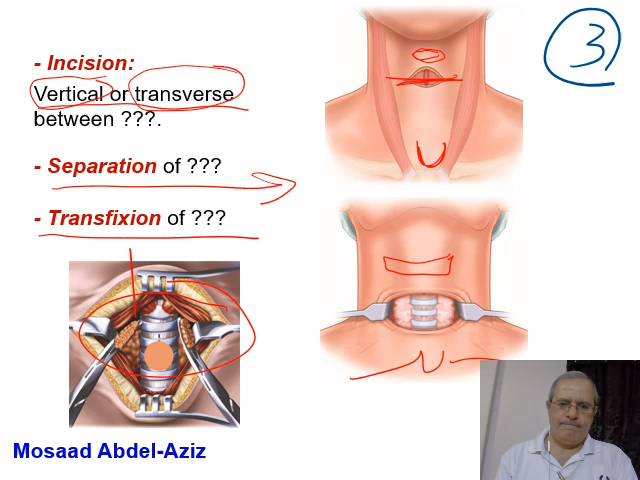 - Incision:
Vertical or transverse
between ???.
- Separation of ???
- Transfixion of ???
3
Mosaad Abdel-Aziz